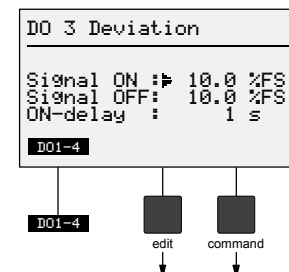 DO 3 Deviation
Signal ON : 10.0 %FS
Signal OFF: 10.0 %FS
ON-delay : 1 s
DO1-4
DO1-4
edit command